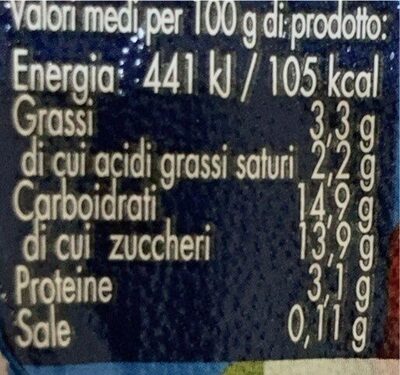 Valori medi per 100 g di prodotto:
Energia 441 kJ / 105 kcal
Grassi 3,3 g
di cui acidi grassi saturi 2,2 g
Carboidrati 14,9 g
di cui zuccheri 13,9 g
Proteine 3,1 g
Sale 0,11 g